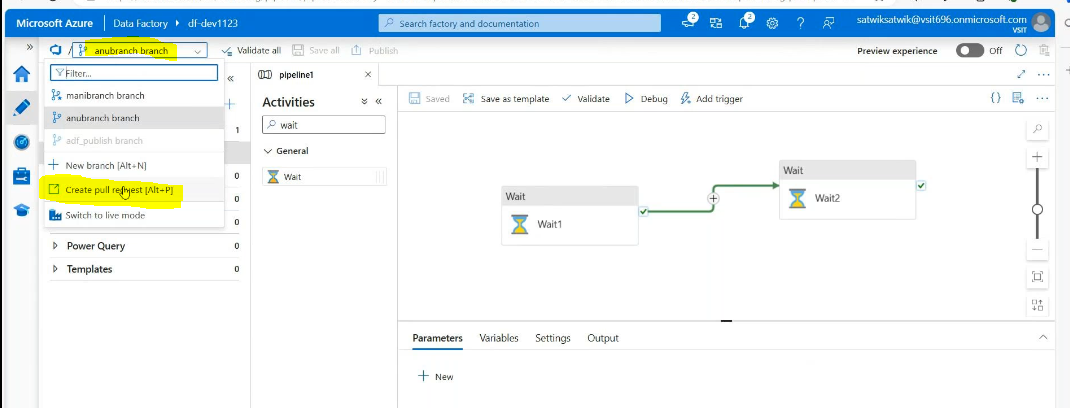 Microsoft Azure Data Factory df-dev1123 Search factory and documentation 2 2 satwiksatwik@vsit696.onmicrosoft.com
VSIT
/ anubranch branch Validate all Save all Publish Preview experience Off
Filter...
manibranch branch
anubranch branch
adf_publish branch
New branch [Alt+N]
Create pull request [Alt+P]
Switch to live mode
1
0
0
0
Power Query 0
Templates 0
pipeline1
Activities
wait
General
Wait
Saved Save as template Validate Debug Add trigger
Wait
Wait1
Wait
Wait2
Parameters Variables Settings Output
New